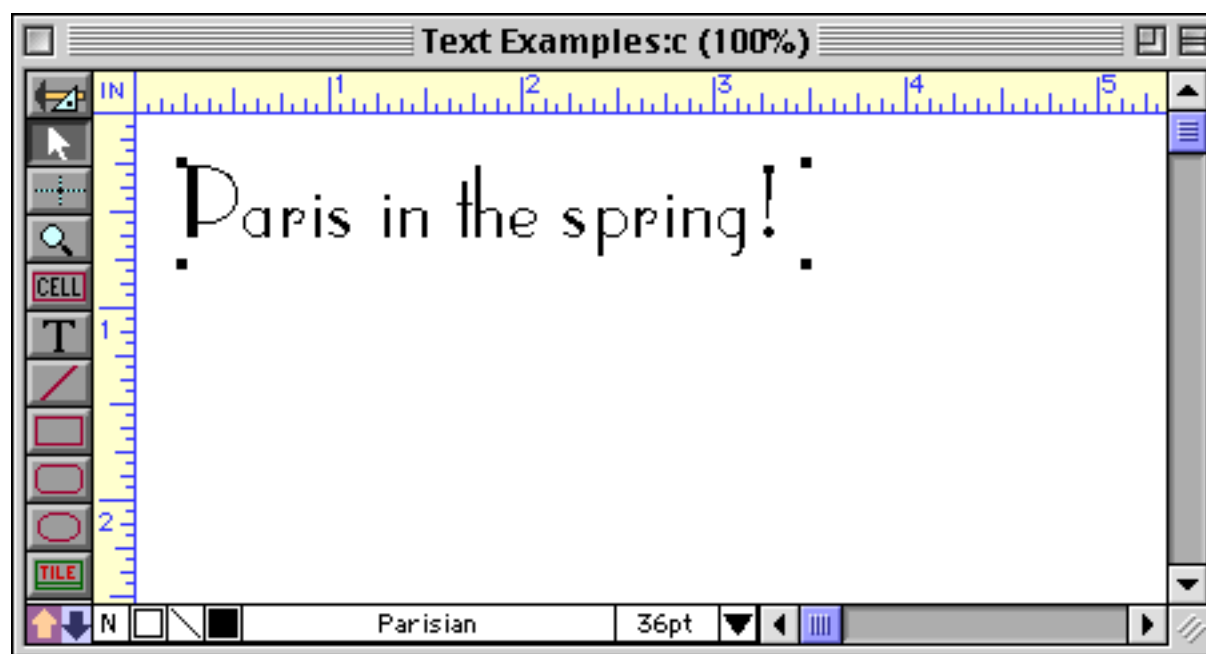 Text Examples:c (100%)
IN 1 2 3 4 5
Paris in the spring!
CELL
T
1
2
TILE
N Parisian 36pt